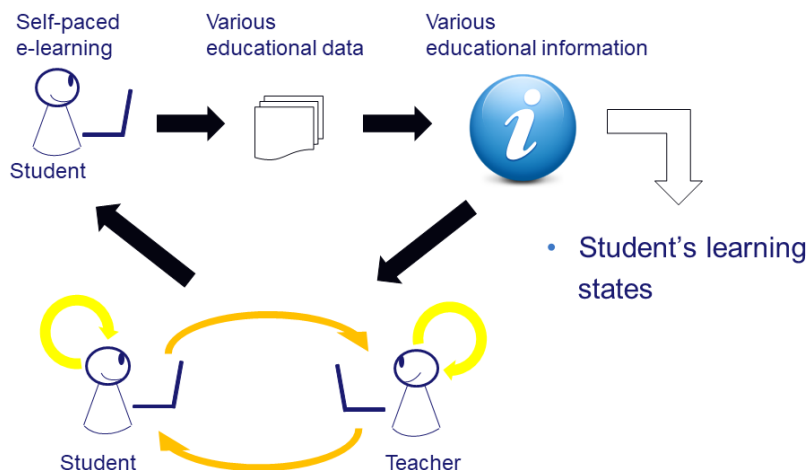 Self-paced
e-learning
Various
educational data
Various
educational information
i
Student
• Student's learning
states
Student
Teacher